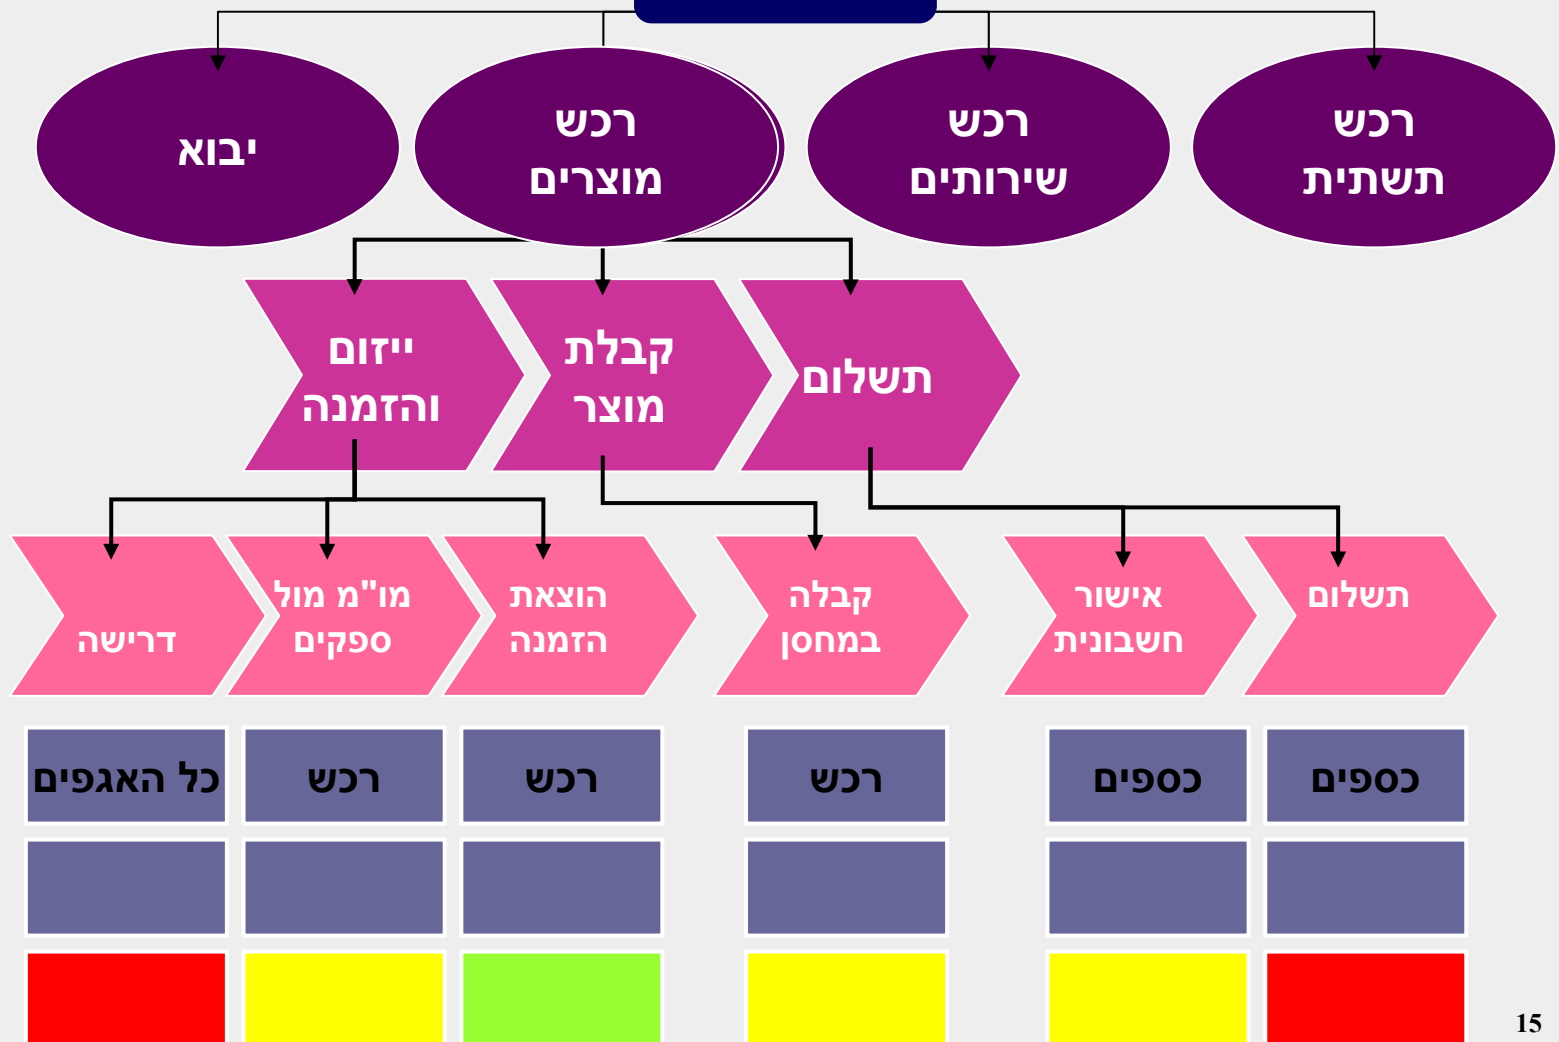 יבוא
רכש
מוצרים
רכש
שירותים
רכש
תשתית
ייזום
והזמנה
קבלת
מוצר
תשלום
דרישה
מו"מ מול
ספקים
הוצאת
הזמנה
קבלה
במחסן
אישור
חשבונית
תשלום
כל האגפים
רכש
רכש
רכש
כספים
כספים
15